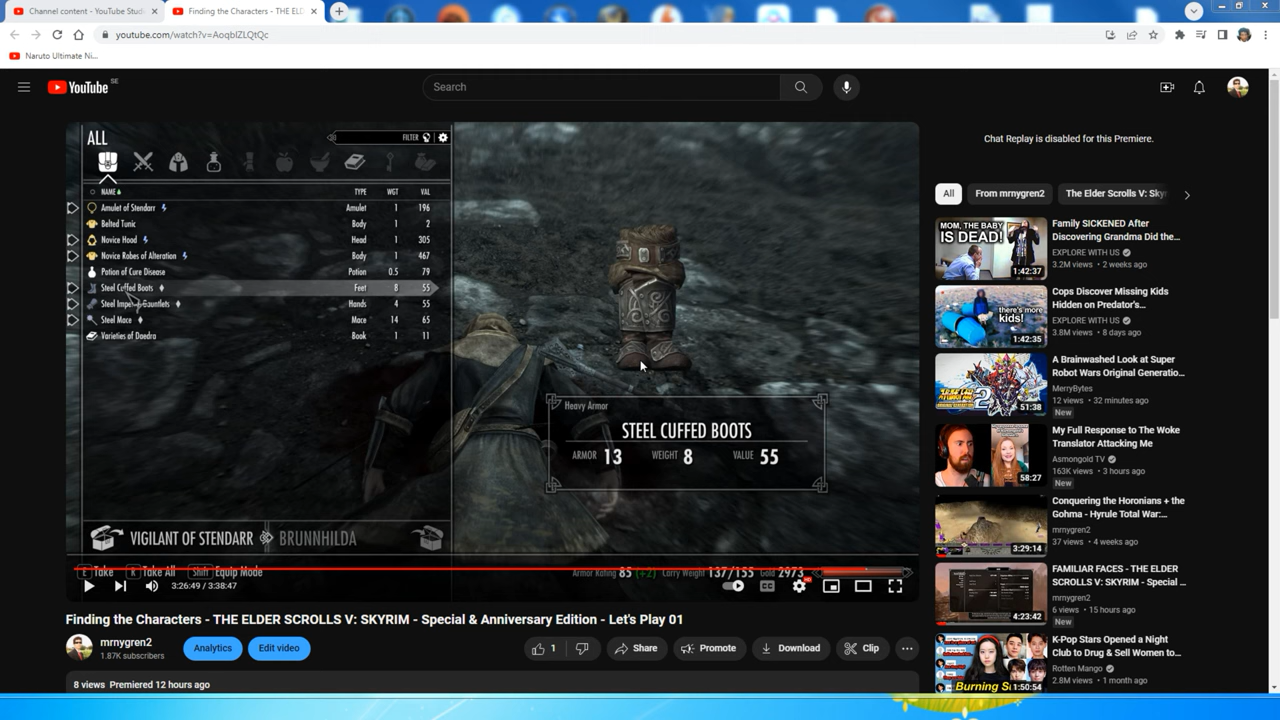 Channel content - YouTube Stud
Finding the Characters - THE ELD
youtube.com/watch?v=AoqbIZLQtQc
Naruto Ultimate Ni...
YouTube SE
Search
ALL
FILTER
NAME TYPE WGT VAL
Amulet of Stendarr Amulet 1 196
Belted Tunic Body 1 2
Novice Hood Head 1 305
Novice Robes of Alteration Body 1 467
Potion of Cure Disease Potion 0.5 79
Steel Cuffed Boots Feet 8 55
Steel Imperial Gauntlets Hands 4 55
Steel Mace Mace 14 65
Varieties of Daedra Book 1 11
Heavy Armor
STEEL CUFFED BOOTS
ARMOR 13 WEIGHT 8 VALUE 55
VIGILANT OF STENDARR BRUNNHILDA
E Take R Take All Shift Equip Mode
Armor Rating 85 (+2) Carry Weight 137/155 Gold 2973
3:26:49 / 3:38:47
CC
HD
Finding the Characters - THE ELDER SCROLLS V: SKYRIM - Special & Anniversary Edition - Let's Play 01
mrnygren2
1.87K subscribers
Analytics
Edit video
1
Share
Promote
Download
Clip
8 views Premiered 12 hours ago
Chat Replay is disabled for this Premiere.
All
From mrnygren2
The Elder Scrolls V: Sky
MOM, THE BABY IS DEAD!
1:42:37
Family SICKENED After
Discovering Grandma Did the...
EXPLORE WITH US
3.2M views • 2 weeks ago
there's more kids!
1:42:35
Cops Discover Missing Kids
Hidden on Predator's...
EXPLORE WITH US
3.8M views • 8 days ago
2
51:38
A Brainwashed Look at Super
Robot Wars Original Generatio...
MerryBytes
12 views • 32 minutes ago
New
58:27
My Full Response to The Woke
Translator Attacking Me
Asmongold TV
163K views • 3 hours ago
New
3:29:14
Conquering the Horonians + the
Gohma - Hyrule Total War:...
mrnygren2
37 views • 4 weeks ago
4:23:42
FAMILIAR FACES - THE ELDER
SCROLLS V: SKYRIM - Special ...
mrnygren2
6 views • 15 hours ago
New
Burning S
1:50:54
K-Pop Stars Opened a Night
Club to Drug & Sell Women to...
Rotten Mango
2.8M views • 1 month ago